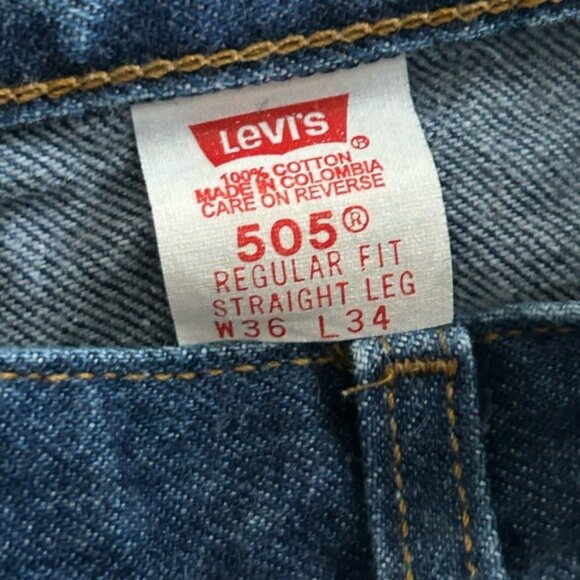 Levi's ®
100% COTTON
MADE IN COLOMBIA
CARE ON REVERSE
505®
REGULAR FIT
STRAIGHT LEG
W36 L34